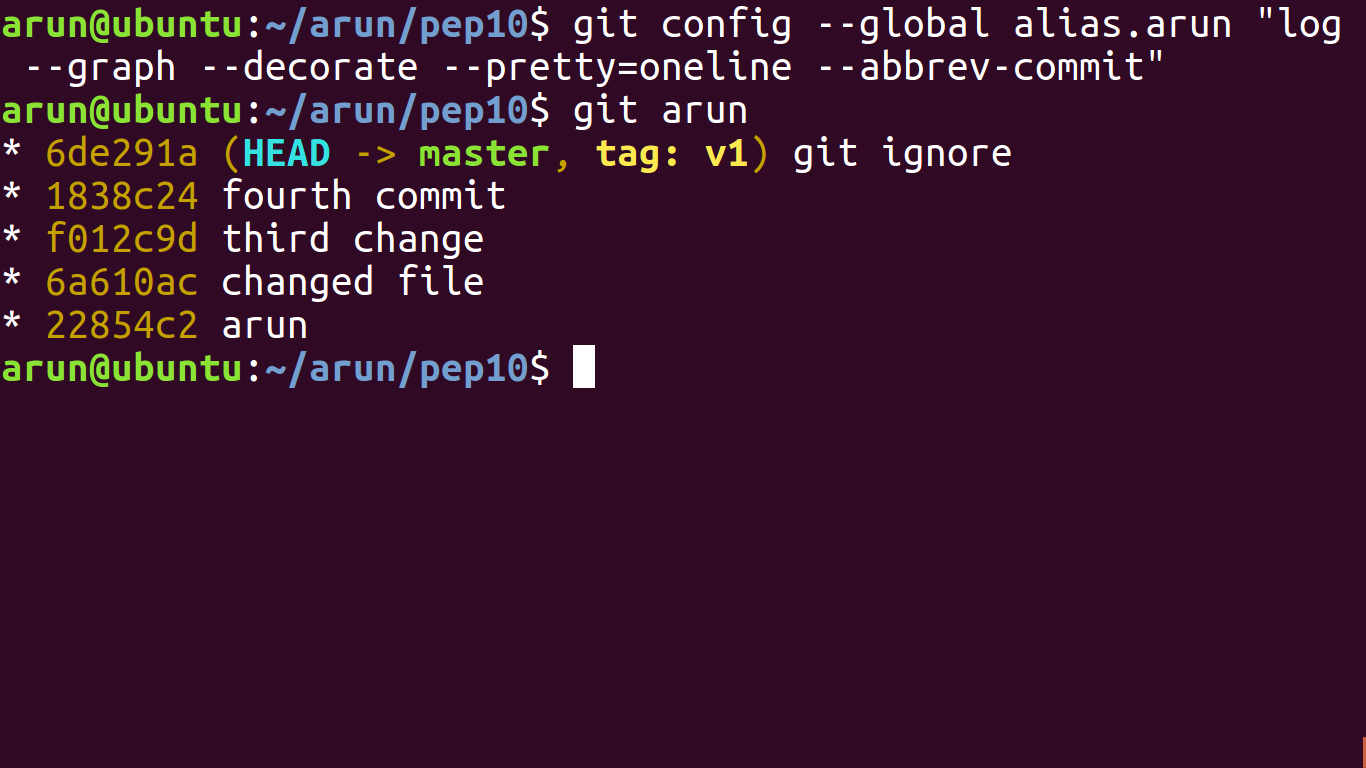 arun@ubuntu:~/arun/pep10$ git config --global alias.arun "log
 --graph --decorate --pretty=oneline --abbrev-commit"
arun@ubuntu:~/arun/pep10$ git arun
* 6de291a (HEAD -> master, tag: v1) git ignore
* 1838c24 fourth commit
* f012c9d third change
* 6a610ac changed file
* 22854c2 arun
arun@ubuntu:~/arun/pep10$